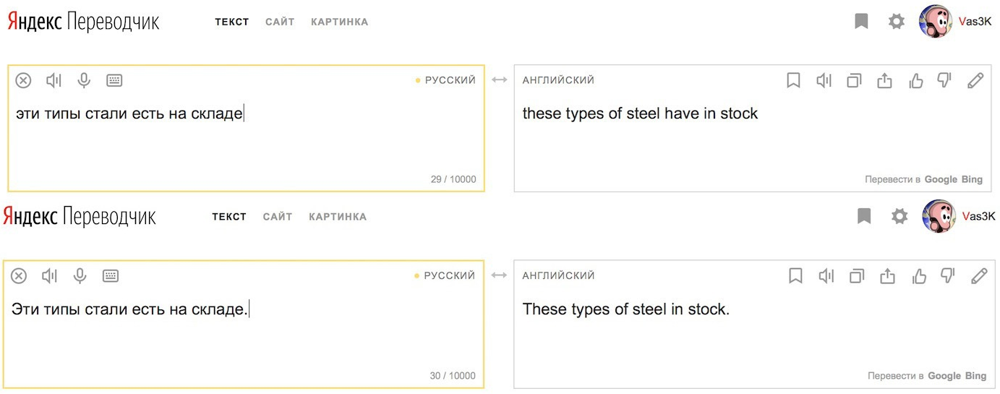 Яндекс Переводчик ТЕКСТ САЙТ КАРТИНКА Vas3K
РУССКИЙ АНГЛИЙСКИЙ
эти типы стали есть на складе these types of steel have in stock
29 / 10000 Перевести в Google Bing
Яндекс Переводчик ТЕКСТ САЙТ КАРТИНКА Vas3K
РУССКИЙ АНГЛИЙСКИЙ
Эти типы стали есть на складе. These types of steel in stock.
30 / 10000 Перевести в Google Bing